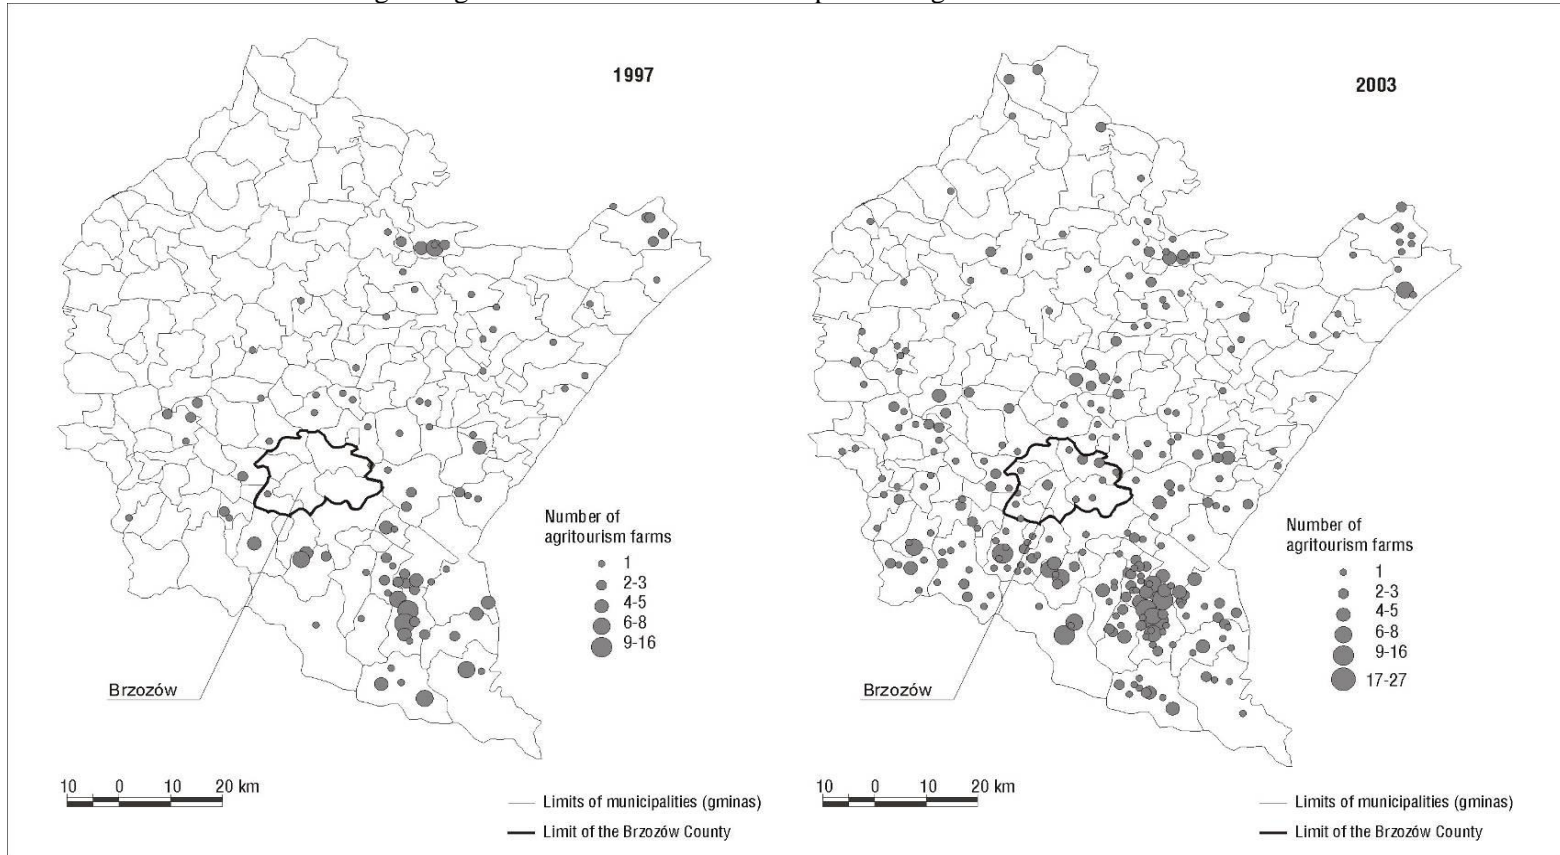 1997
Number of
agritourism farms
1
2-3
4-5
6-8
9-16
Brzozów
10 0 10 20 km
Limits of municipalities (gminas)
Limit of the Brzozów County
2003
Number of
agritourism farms
1
2-3
4-5
6-8
9-16
17-27
Brzozów
10 0 10 20 km
Limits of municipalities (gminas)
Limit of the Brzozów County